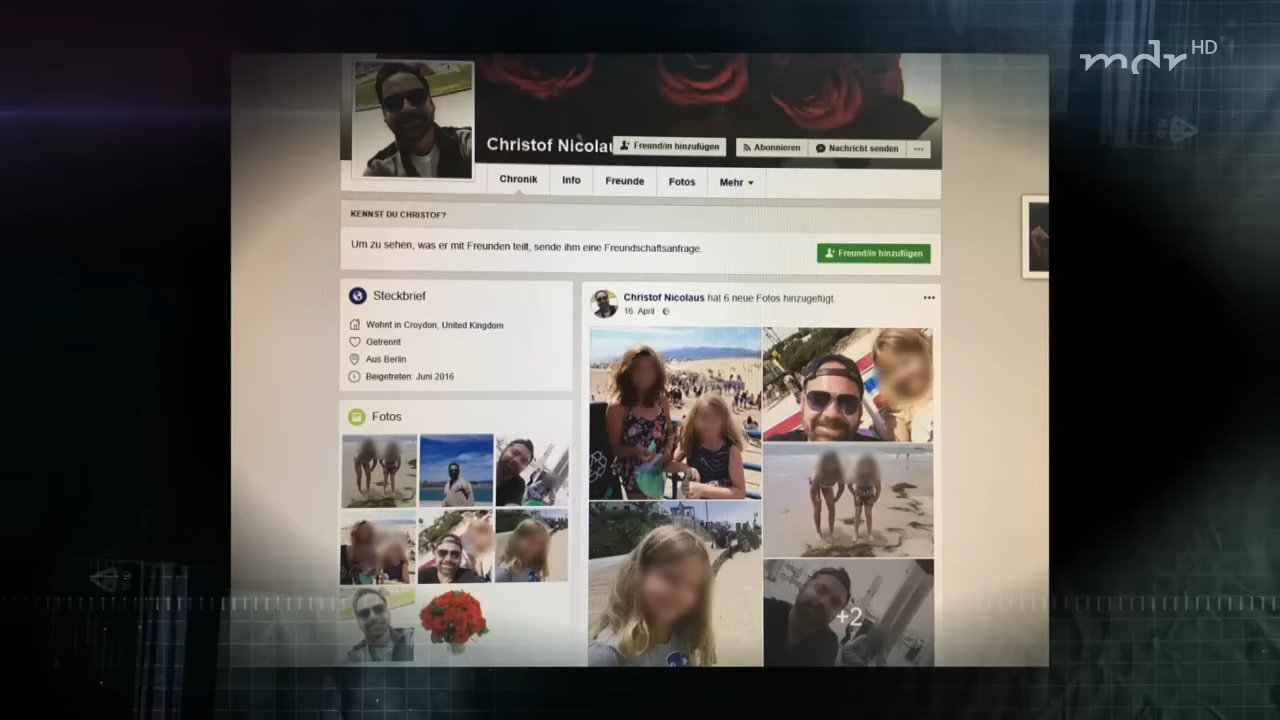 mdr HD
Christof Nicolau
Freund/in hinzufügen
Abonnieren
Nachricht senden
Chronik
Info
Freunde
Fotos
Mehr
KENNST DU CHRISTOF?
Um zu sehen, was er mit Freunden teilt, sende ihm eine Freundschaftsanfrage.
Freund/in hinzufügen
Steckbrief
Wohnt in Croydon, United Kingdom
Getrennt
Aus Berlin
Beigetreten: Juni 2016
Fotos
Christof Nicolaus hat 6 neue Fotos hinzugefügt.
16. April
+2